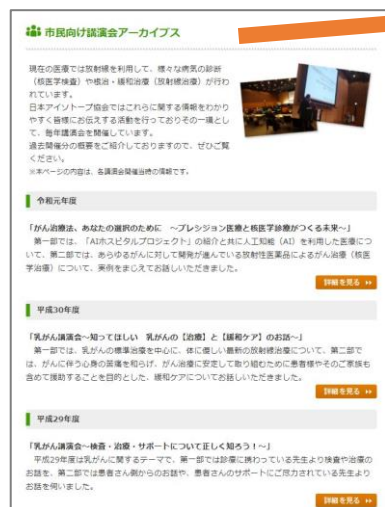 市民向け講演会アーカイブス
現在の医療では放射線を利用して、様々な病気の診断
（核医学検査）や根治・緩和治療（放射線治療）が行わ
れています。
日本アイソトープ協会ではこれらに関する情報をわかり
やすく皆様にお伝えする活動を行っておりその一環とし
て、毎年講演会を開催しています。
過去開催分の概要をご紹介しておりますので、ぜひご覧
ください。
※本ページの内容は、各講演会開催当時の情報です。
令和元年度
「がん治療法、あなたの選択のために　～プレシジョン医療と核医学診療がつくる未来～」
第一部では、「AIホスピタルプロジェクト」の紹介と共に人工知能（AI）を利用した医療につ
いて、第二部では、あらゆるがんに対して開発が進んでいる放射性医薬品によるがん治療（核医
学治療）について、実例をまじえてお話しいただきました。
詳細を見る
平成30年度
「乳がん講演会～知ってほしい　乳がんの【治療】と【緩和ケア】のお話～」
第一部では、乳がんの標準治療を中心に、体に優しい最新の放射線治療について、第二部で
は、がんに伴う心身の苦痛を和らげ、がん治療に安定して取り組むために患者様やそのご家族も
含めて援助することを目的とした、緩和ケアについてお話しいただきました。
詳細を見る
平成29年度
「乳がん講演会～検査・治療・サポートについて正しく知ろう！～」
平成29年度は乳がんに関するテーマで、第一部では診療に携わっている先生より検査や治療の
お話を、第二部では患者さん側からのお話や、患者さんのサポートにご尽力されている先生より
お話を伺いました。
詳細を見る